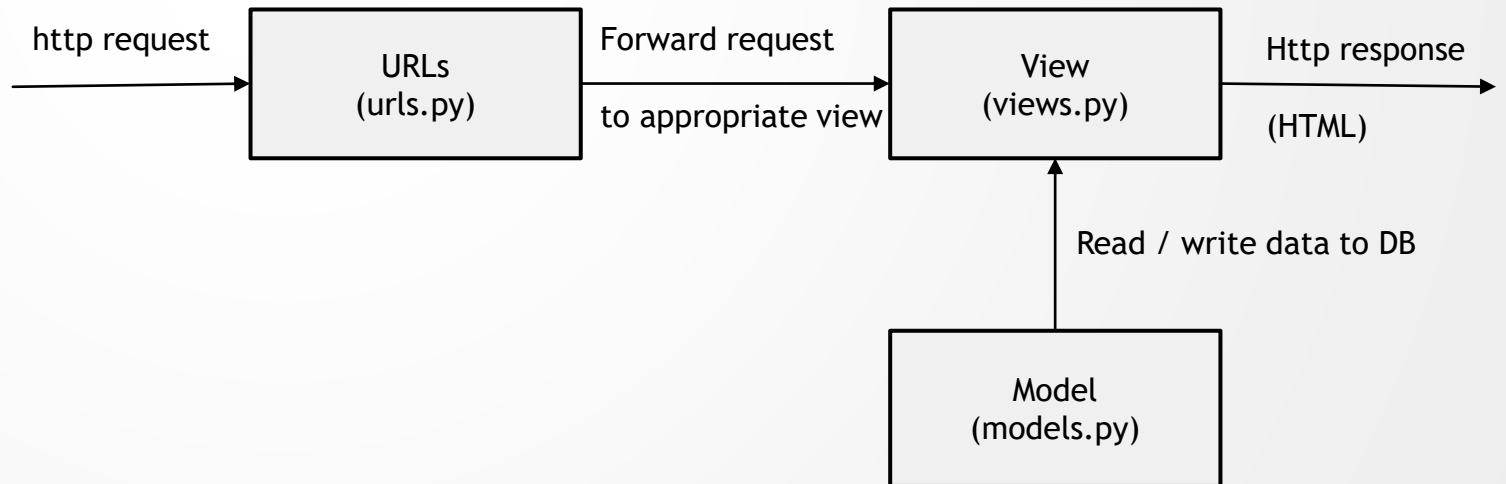 http request
URLs
(urls.py)
Forward request
to appropriate view
View
(views.py)
Http response
(HTML)
Read / write data to DB
Model
(models.py)